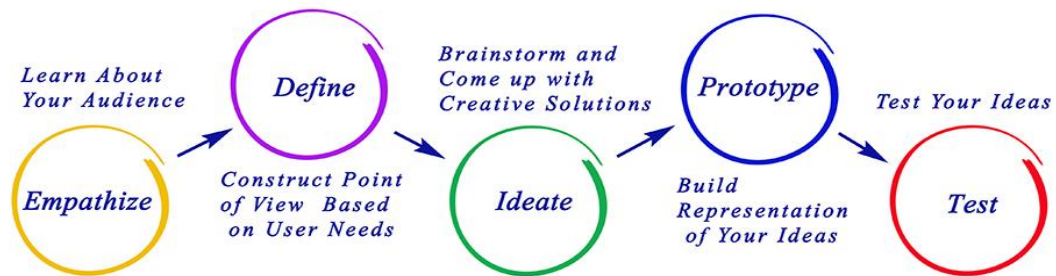 Learn About
Your Audience
Empathize
Define
Construct Point
of View Based
on User Needs
Brainstorm and
Come up with
Creative Solutions
Ideate
Prototype
Build
Representation
of Your Ideas
Test Your Ideas
Test